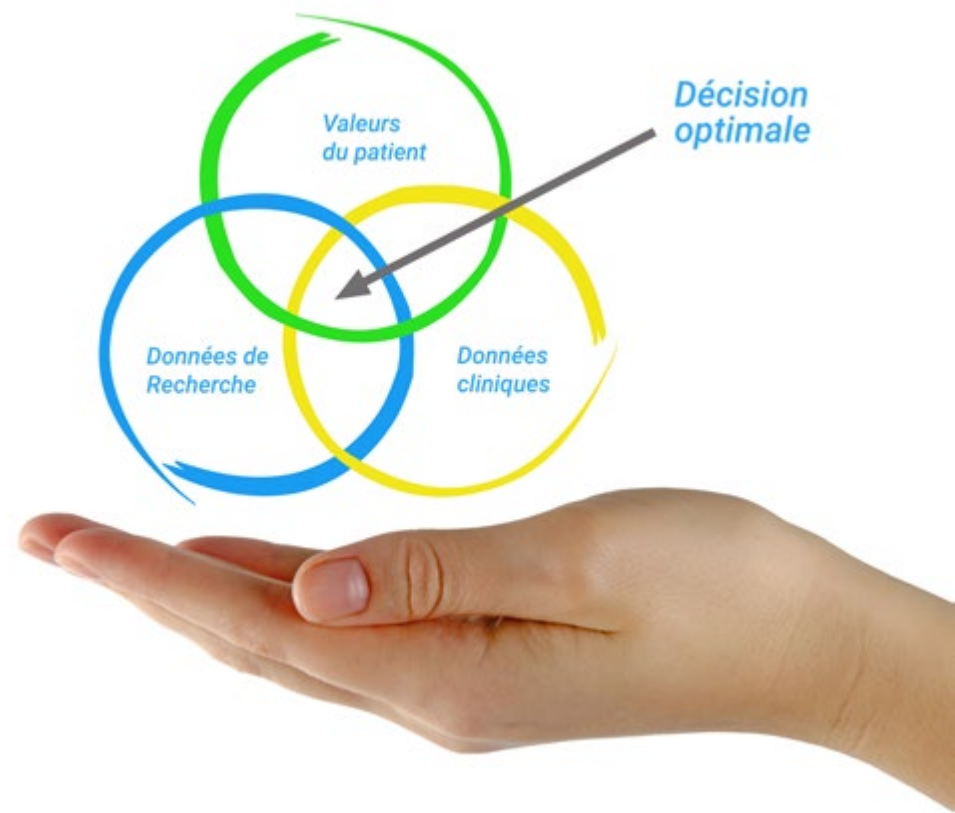 Valeurs
du patient
Décision
optimale
Données de
Recherche
Données
cliniques